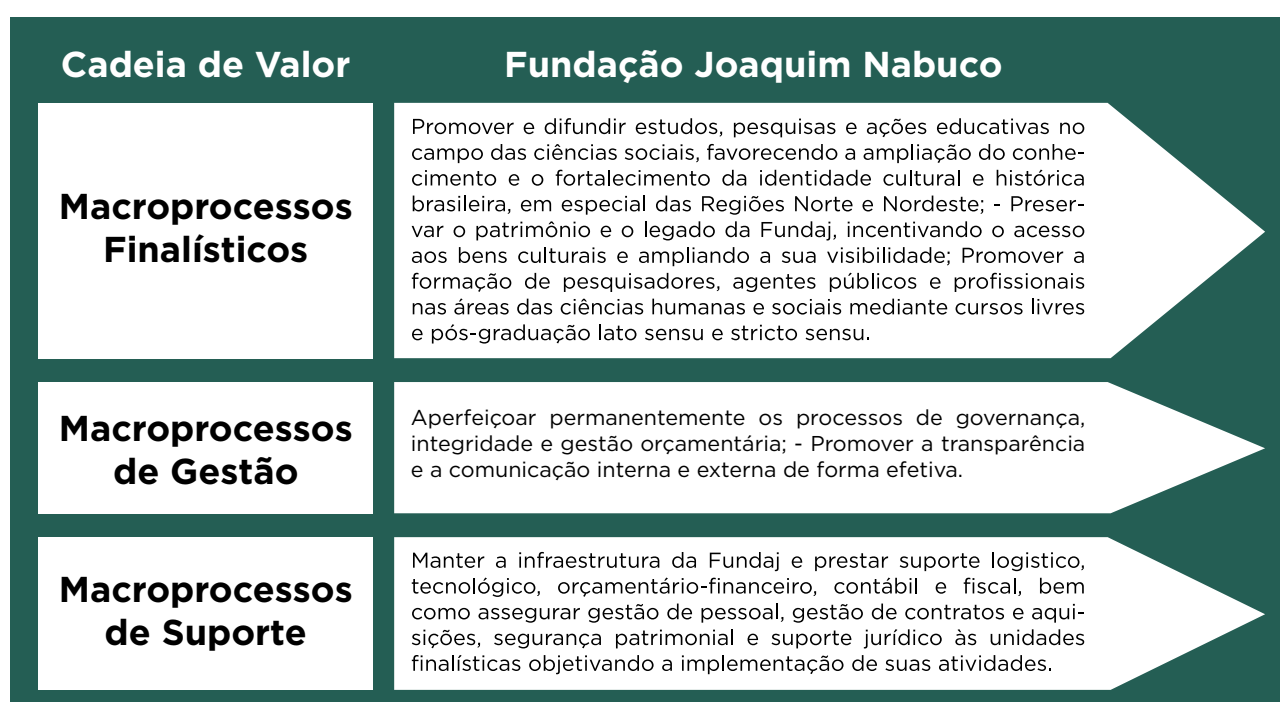 Cadeia de Valor
Fundação Joaquim Nabuco
Macroprocessos
Finalísticos
Promover e difundir estudos, pesquisas e ações educativas no
campo das ciências sociais, favorecendo a ampliação do conhe-
cimento e o fortalecimento da identidade cultural e histórica
brasileira, em especial das Regiões Norte e Nordeste; - Preser-
var o patrimônio e o legado da Fundaj, incentivando o acesso
aos bens culturais e ampliando a sua visibilidade; Promover a
formação de pesquisadores, agentes públicos e profissionais
nas áreas das ciências humanas e sociais mediante cursos livres
e pós-graduação lato sensu e stricto sensu.
Macroprocessos
de Gestão
Aperfeiçoar permanentemente os processos de governança,
integridade e gestão orçamentária; - Promover a transparência
e a comunicação interna e externa de forma efetiva.
Macroprocessos
de Suporte
Manter a infraestrutura da Fundaj e prestar suporte logistico,
tecnológico, orçamentário-financeiro, contábil e fiscal, bem
como assegurar gestão de pessoal, gestão de contratos e aqui-
sições, segurança patrimonial e suporte jurídico às unidades
finalísticas objetivando a implementação de suas atividades.